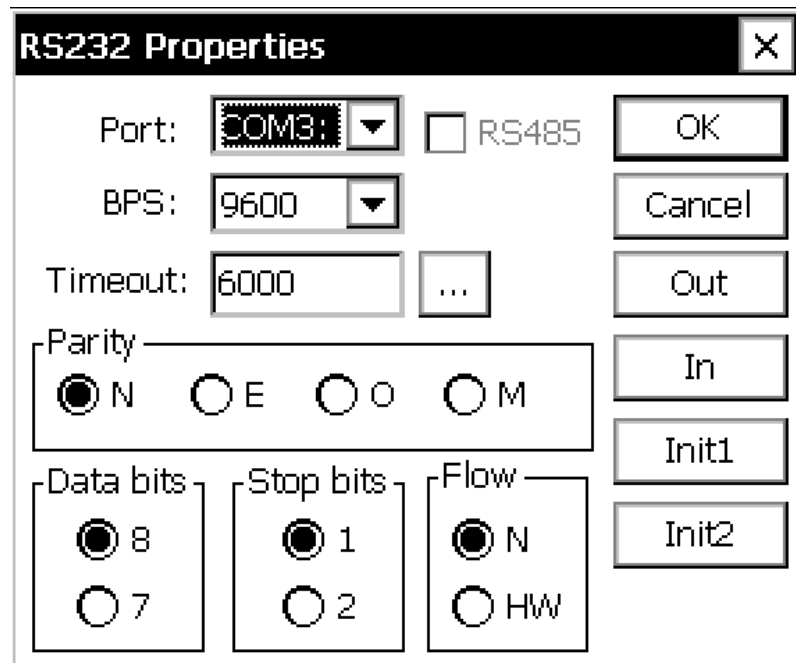 RS232 Properties
Port: COM3: RS485 OK
BPS: 9600 Cancel
Timeout: 6000 ... Out
Parity
N E O M
In
Init1
Data bits Stop bits Flow
8 1 N
Init2
7 2 HW